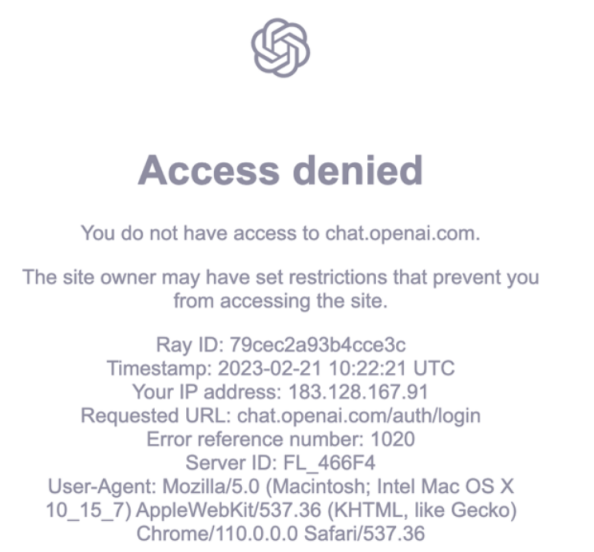 Access denied
You do not have access to chat.openai.com.
The site owner may have set restrictions that prevent you
from accessing the site.
Ray ID: 79cec2a93b4cce3c
Timestamp: 2023-02-21 10:22:21 UTC
Your IP address: 183.128.167.91
Requested URL: chat.openai.com/auth/login
Error reference number: 1020
Server ID: FL_466F4
User-Agent: Mozilla/5.0 (Macintosh; Intel Mac OS X
10_15_7) AppleWebKit/537.36 (KHTML, like Gecko)
Chrome/110.0.0.0 Safari/537.36